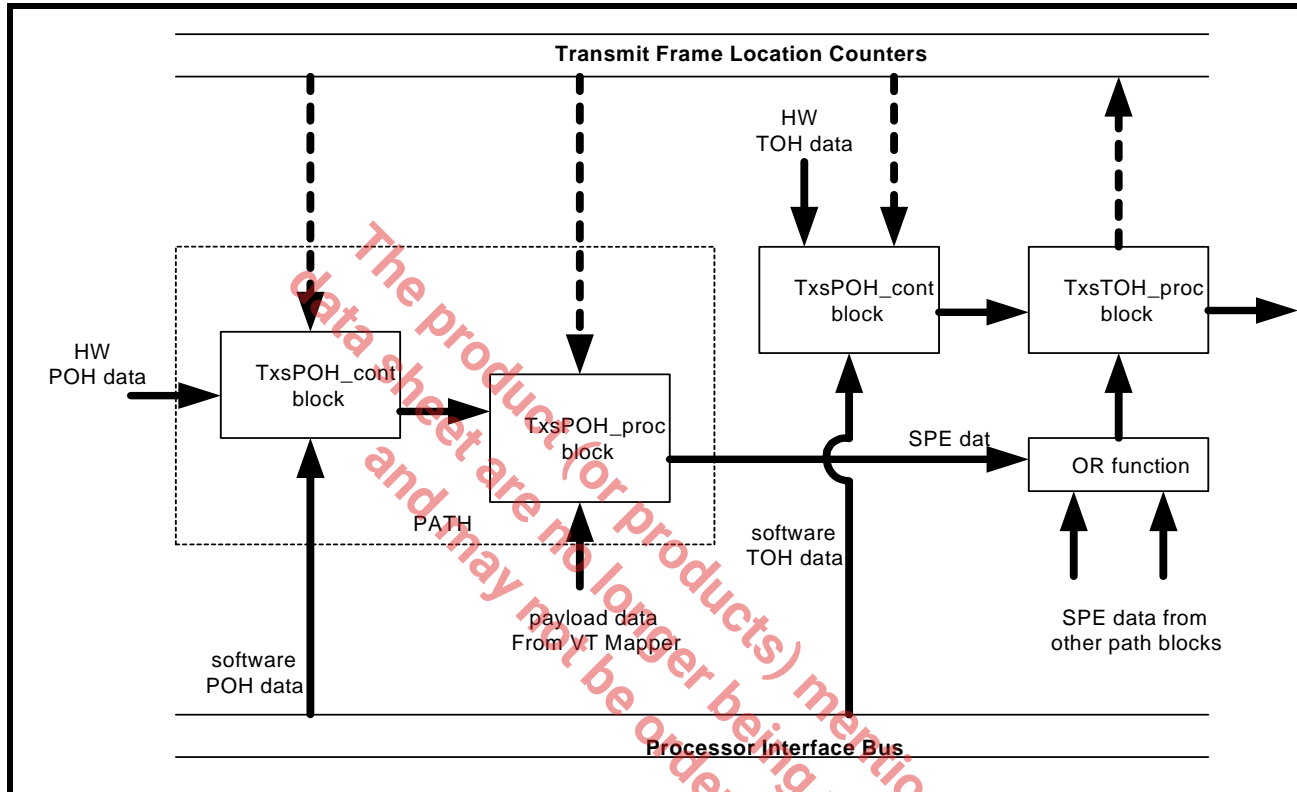 Transmit Frame Location Counters
HW
TOH data
TxsPOH_cont
block
TxsTOH_proc
block
HW
POH data
TxsPOH_cont
block
TxsPOH_proc
block
SPE dat
OR function
PATH
software
TOH data
payload data
From VT Mapper
SPE data from
other path blocks
software
POH data
Processor Interface Bus
The product (or products) mentio
data sheet are no longer being
and may not be orde